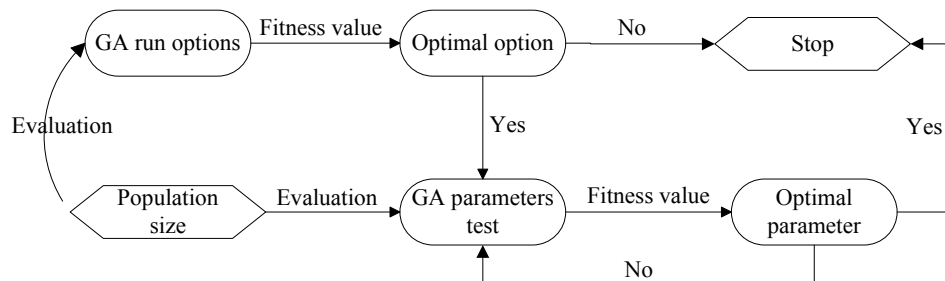 GA run options
Fitness value
Optimal option
No
Stop
Evaluation
Yes
Yes
Population
size
Evaluation
GA parameters
test
Fitness value
Optimal
parameter
No